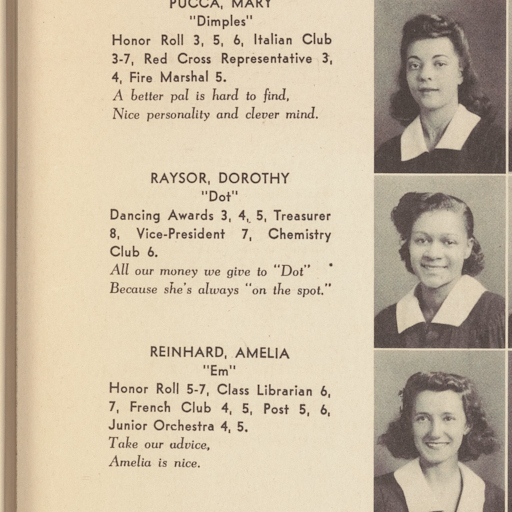 PUCCA, MARY
"Dimples"
Honor Roll 3, 5, 6, Italian Club
3-7, Red Cross Representative 3,
4, Fire Marshal 5.
A better pal is hard to find,
Nice personality and clever mind.
RAYSOR, DOROTHY
"Dot"
Dancing Awards 3, 4, 5, Treasurer
8, Vice-President 7, Chemistry
Club 6.
All our money we give to "Dot"
Because she's always "on the spot."
REINHARD, AMELIA
"Em"
Honor Roll 5-7, Class Librarian 6,
7, French Club 4, 5, Post 5, 6,
Junior Orchestra 4, 5.
Take our advice,
Amelia is nice.